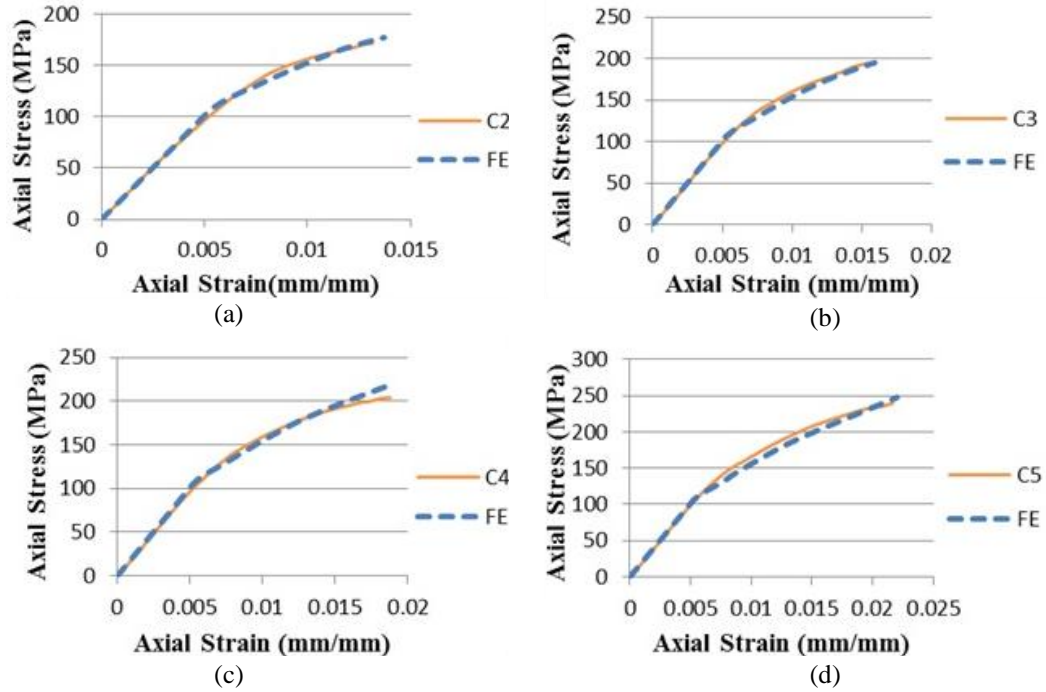 Axial Stress (MPa)
200
150
100
50
0
0 0.005 0.01 0.015
Axial Strain(mm/mm)
C2
FE
(a)
Axial Stress (MPa)
250
200
150
100
50
0
0 0.005 0.01 0.015 0.02
Axial Strain (mm/mm)
C3
FE
(b)
Axial Stress (MPa)
250
200
150
100
50
0
0 0.005 0.01 0.015 0.02
Axial Strain (mm/mm)
C4
FE
(c)
Axial Stress (MPa)
300
250
200
150
100
50
0
0 0.005 0.01 0.015 0.02 0.025
Axial Strain (mm/mm)
C5
FE
(d)